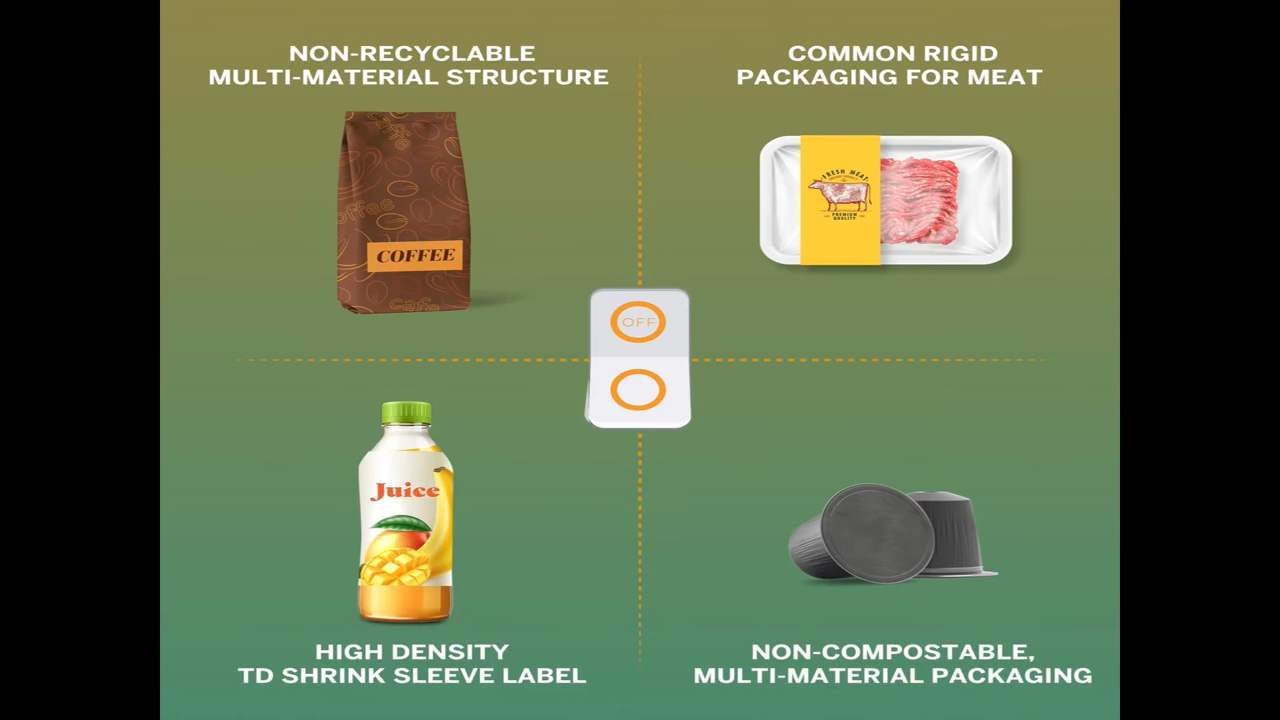 NON-RECYCLABLE
MULTI-MATERIAL STRUCTURE
COMMON RIGID
PACKAGING FOR MEAT
COFFEE
FRESH MEAT
PREMIUM
QUALITY
OFF
Juice
HIGH DENSITY
TD SHRINK SLEEVE LABEL
NON-COMPOSTABLE,
MULTI-MATERIAL PACKAGING